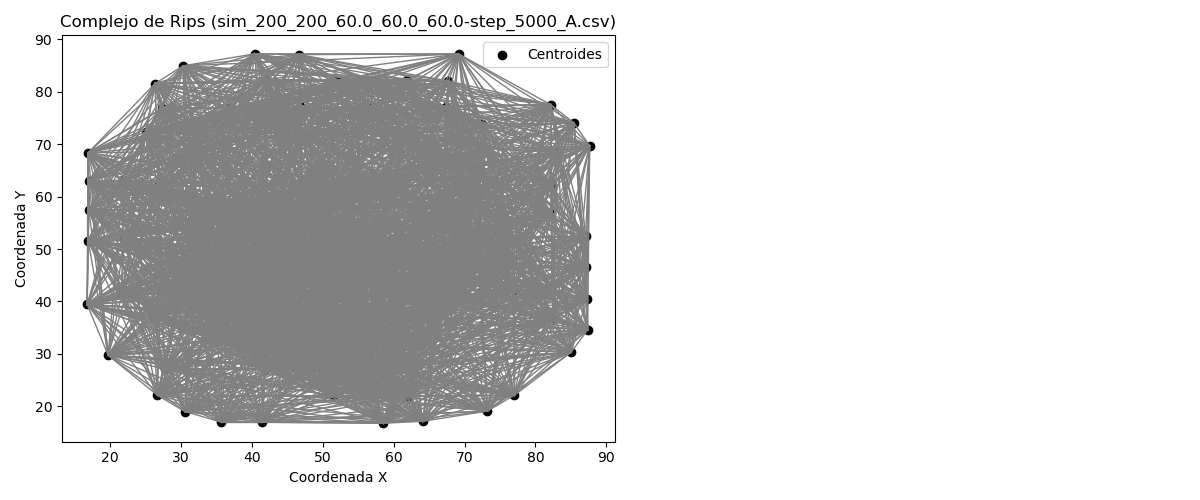 Complejo de Rips (sim_200_200_60.0_60.0_60.0-step_5000_A.csv)
Centroides
Coordenada Y
90
80
70
60
50
40
30
20
20 30 40 50 60 70 80 90
Coordenada X